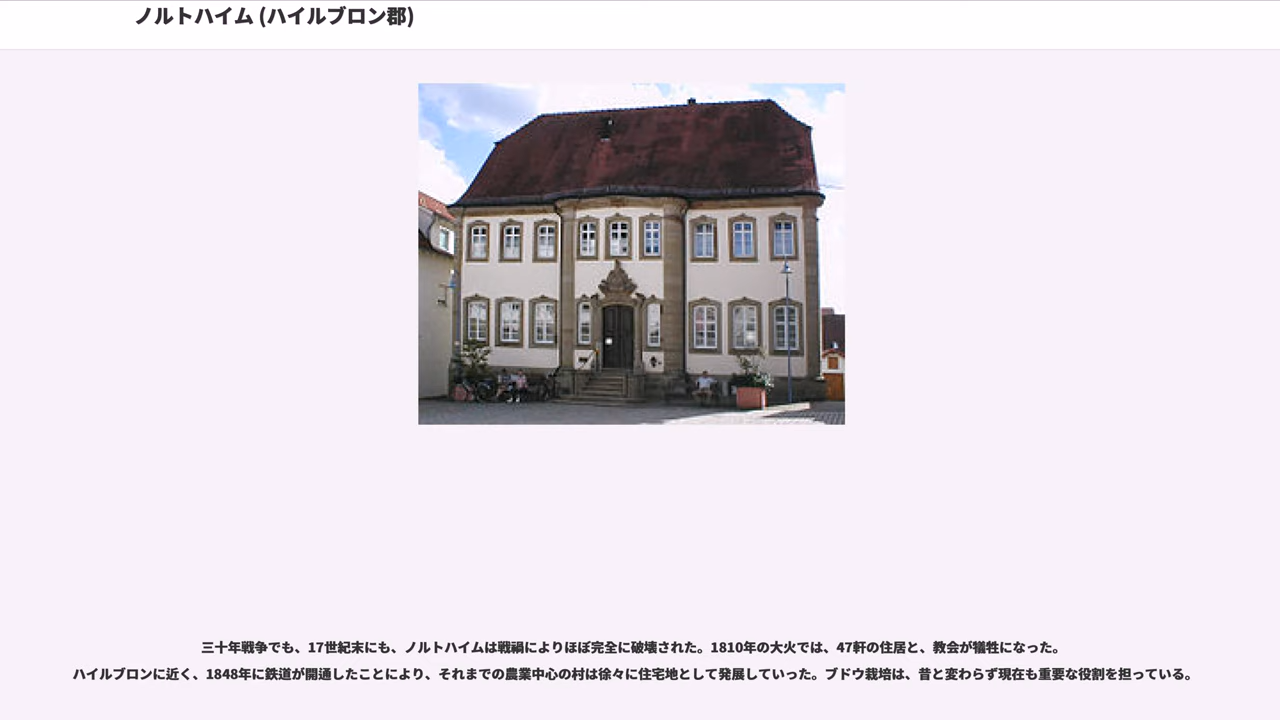 ノルトハイム (ハイルブロン郡)
三十年戦争でも、17世紀末にも、ノルトハイムは戦禍によりほぼ完全に破壊された。1810年の大火では、47軒の住居と、教会が犠牲になった。
ハイルブロンに近く、1848年に鉄道が開通したことにより、それまでの農業中心の村は徐々に住宅地として発展していった。ブドウ栽培は、昔と変わらず現在も重要な役割を担っている。